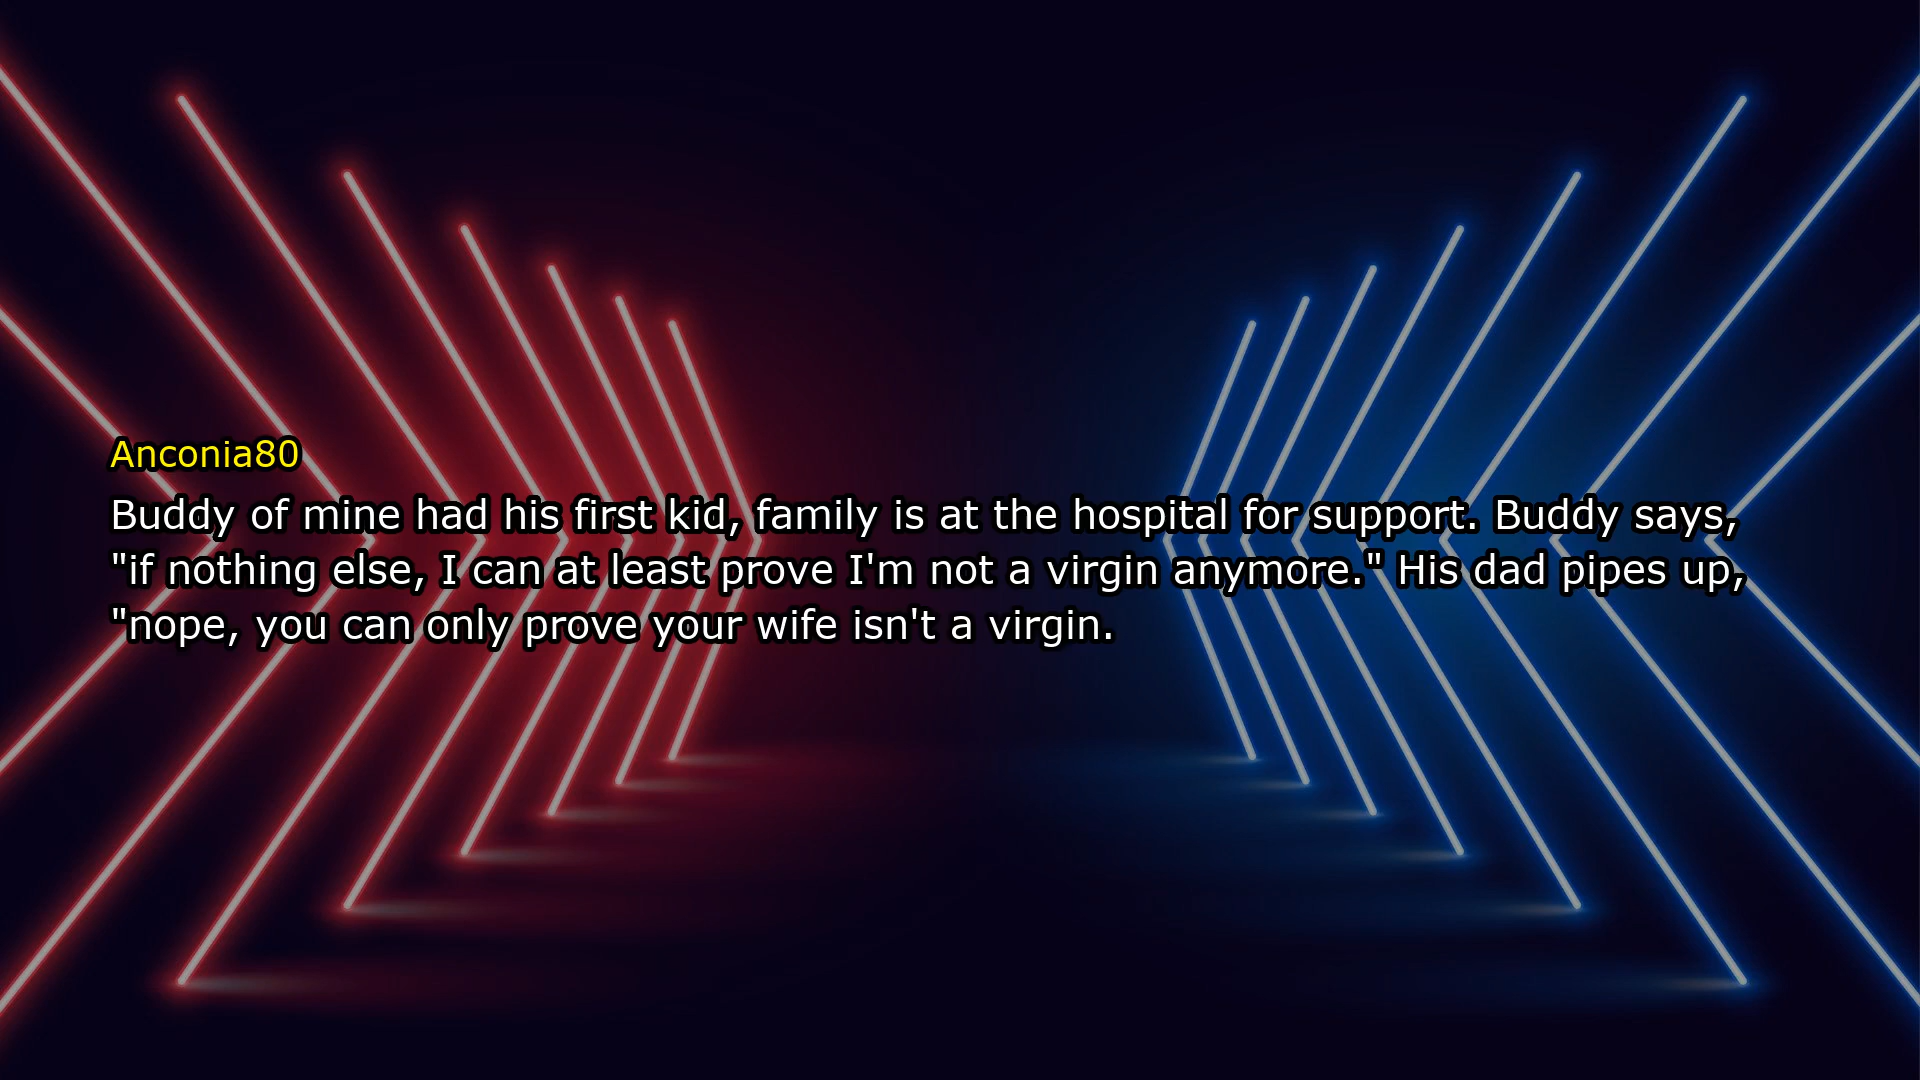 Anconia80
Buddy of mine had his first kid, family is at the hospital for support. Buddy says,
"if nothing else, I can at least prove I'm not a virgin anymore." His dad pipes up,
"nope, you can only prove your wife isn't a virgin.